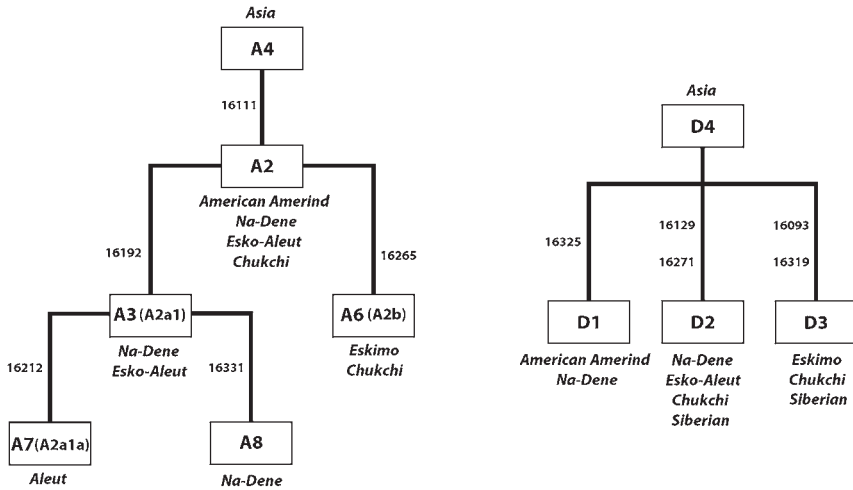 Asia
A4
16111
A2
American Amerind
Na-Dene
Esko-Aleut
Chukchi
16192
16265
A3 (A2a1)
Na-Dene
Esko-Aleut
A6 (A2b)
Eskimo
Chukchi
16212
16331
A7(A2a1a)
Aleut
A8
Na-Dene
Asia
D4
16325
16129
16271
16093
16319
D1
American Amerind
Na-Dene
D2
Na-Dene
Esko-Aleut
Chukchi
Siberian
D3
Eskimo
Chukchi
Siberian